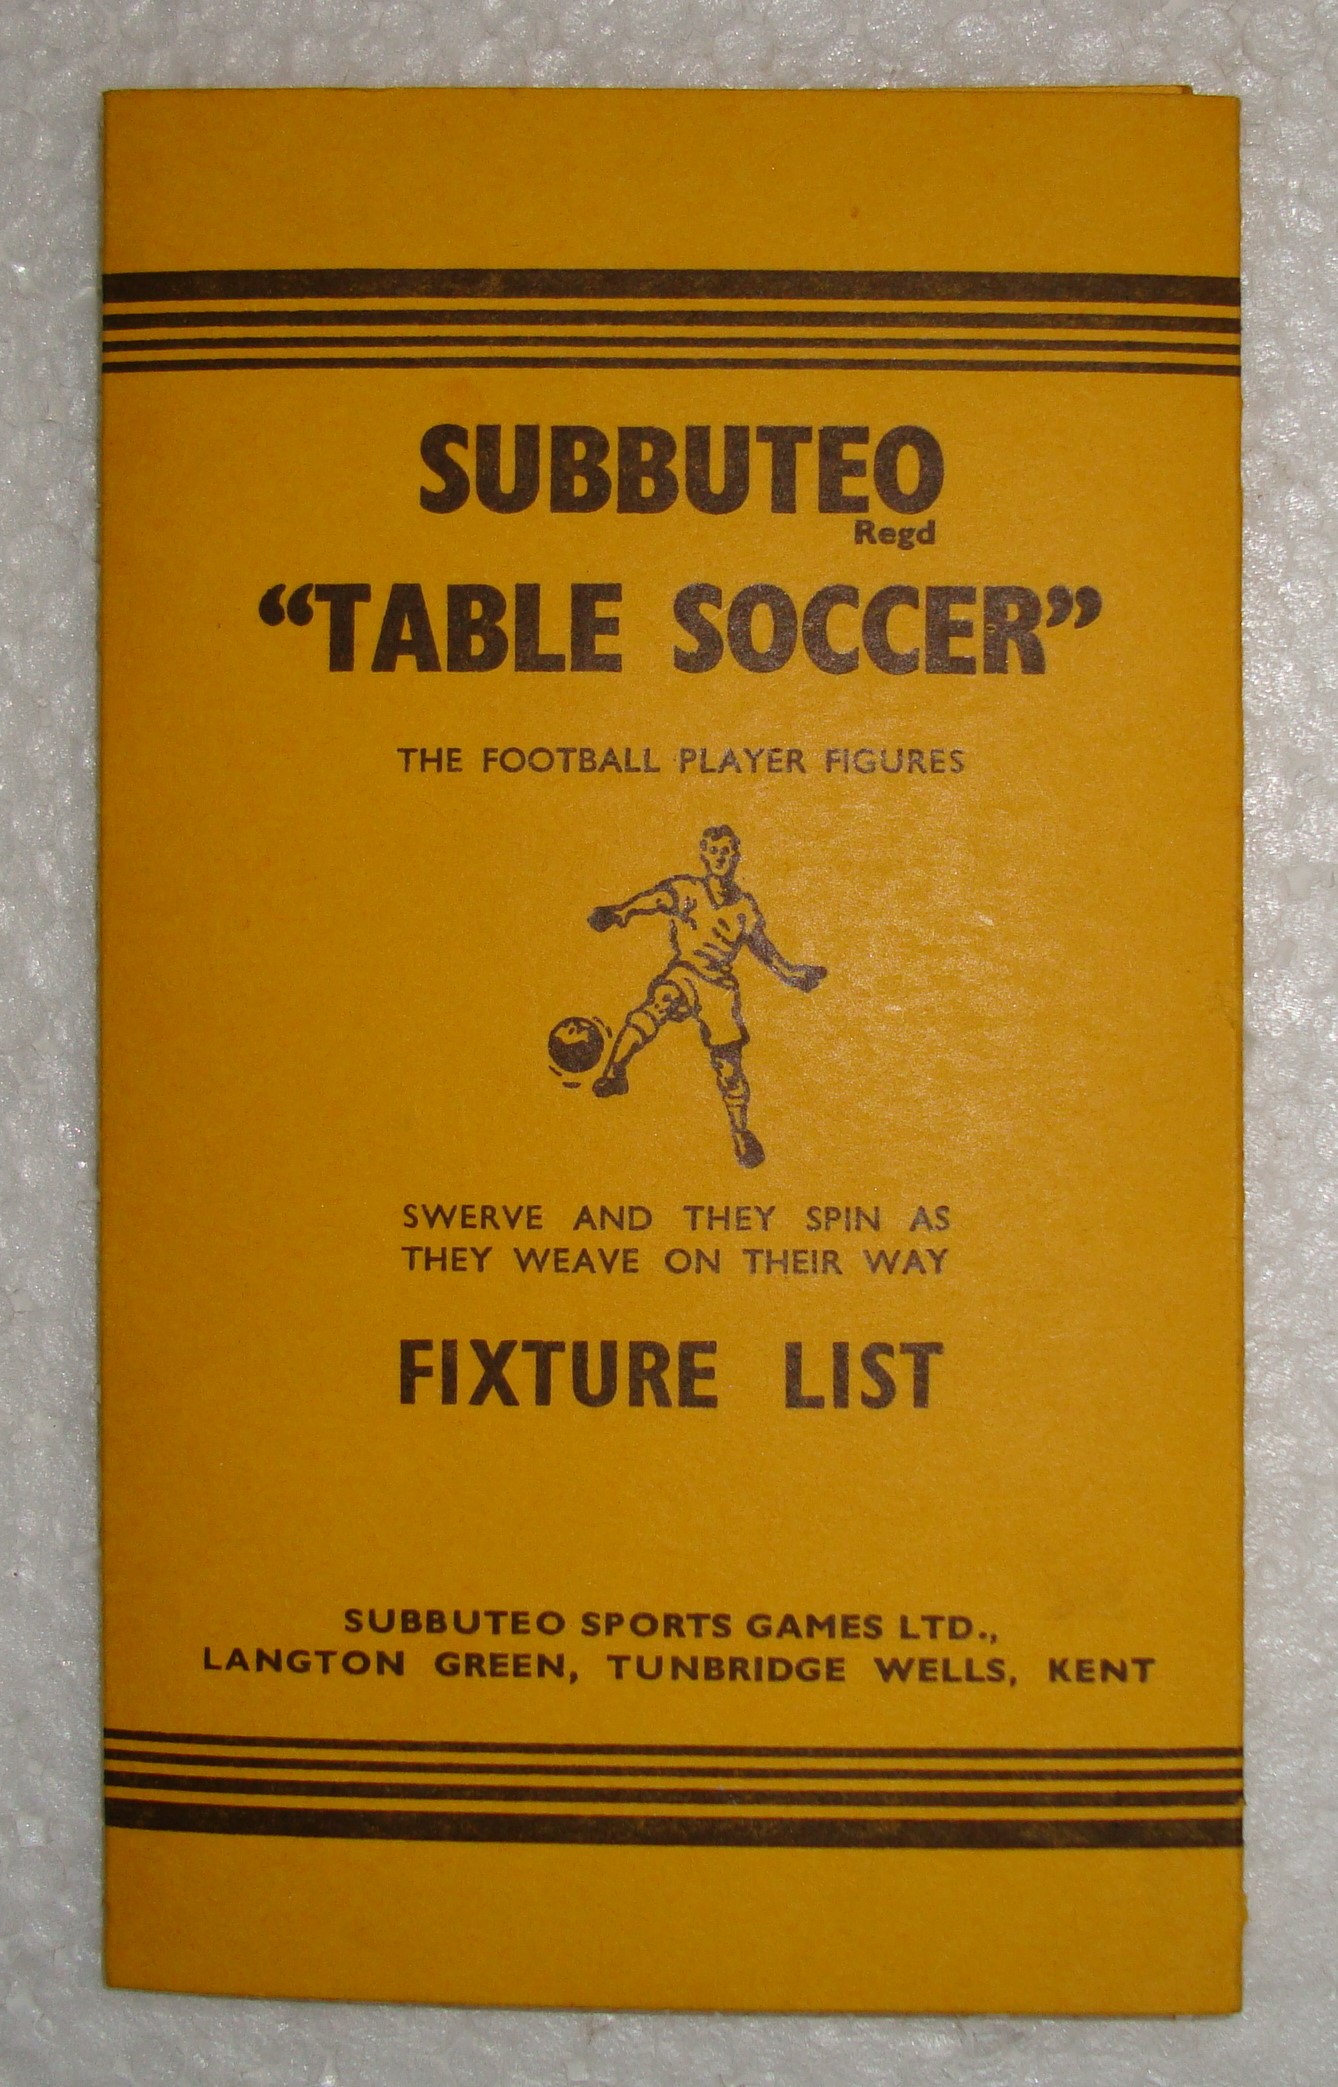 SUBBUTEO
Regd
“TABLE SOCCER”
THE FOOTBALL PLAYER FIGURES
SWERVE AND THEY SPIN AS
THEY WEAVE ON THEIR WAY
FIXTURE LIST
SUBBUTEO SPORTS GAMES LTD.,
LANGTON GREEN, TUNBRIDGE WELLS, KENT